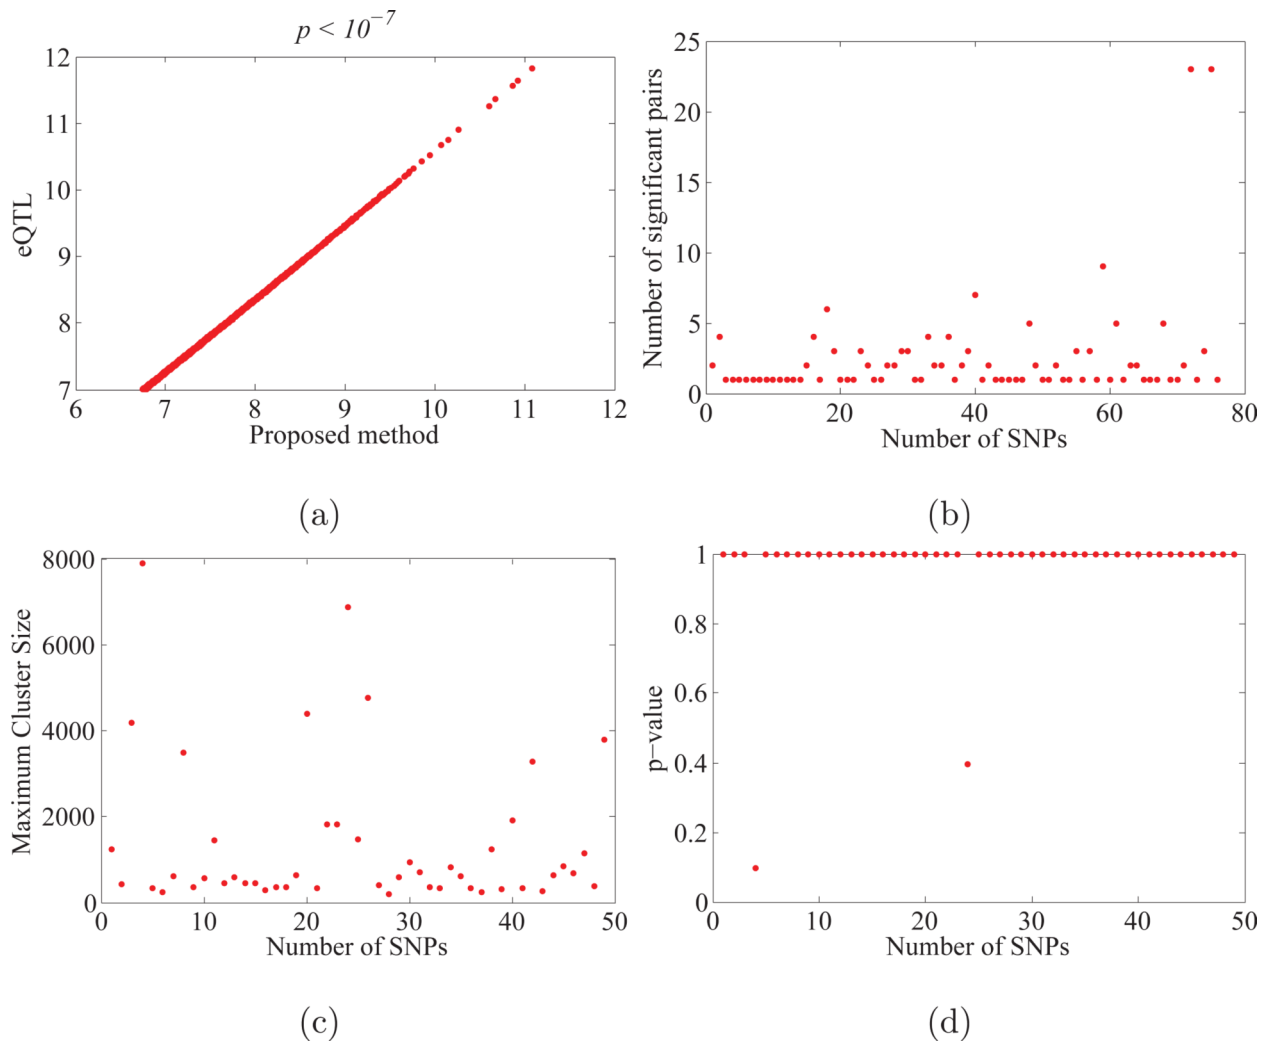 p < 10⁻⁷
12
11
10
9
8
7
eQTL
6 7 8 9 10 11 12
Proposed method
(a)
25
20
15
10
5
0
Number of significant pairs
0 20 40 60 80
Number of SNPs
(b)
8000
6000
4000
2000
0
Maximum Cluster Size
0 10 20 30 40 50
Number of SNPs
(c)
1
0.8
0.6
0.4
0.2
0
p−value
0 10 20 30 40 50
Number of SNPs
(d)